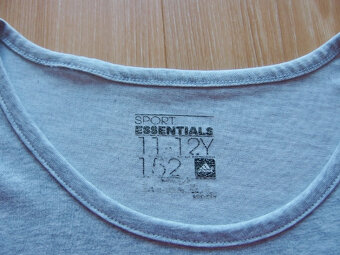 SPORT
ESSENTIALS
11-12Y
152